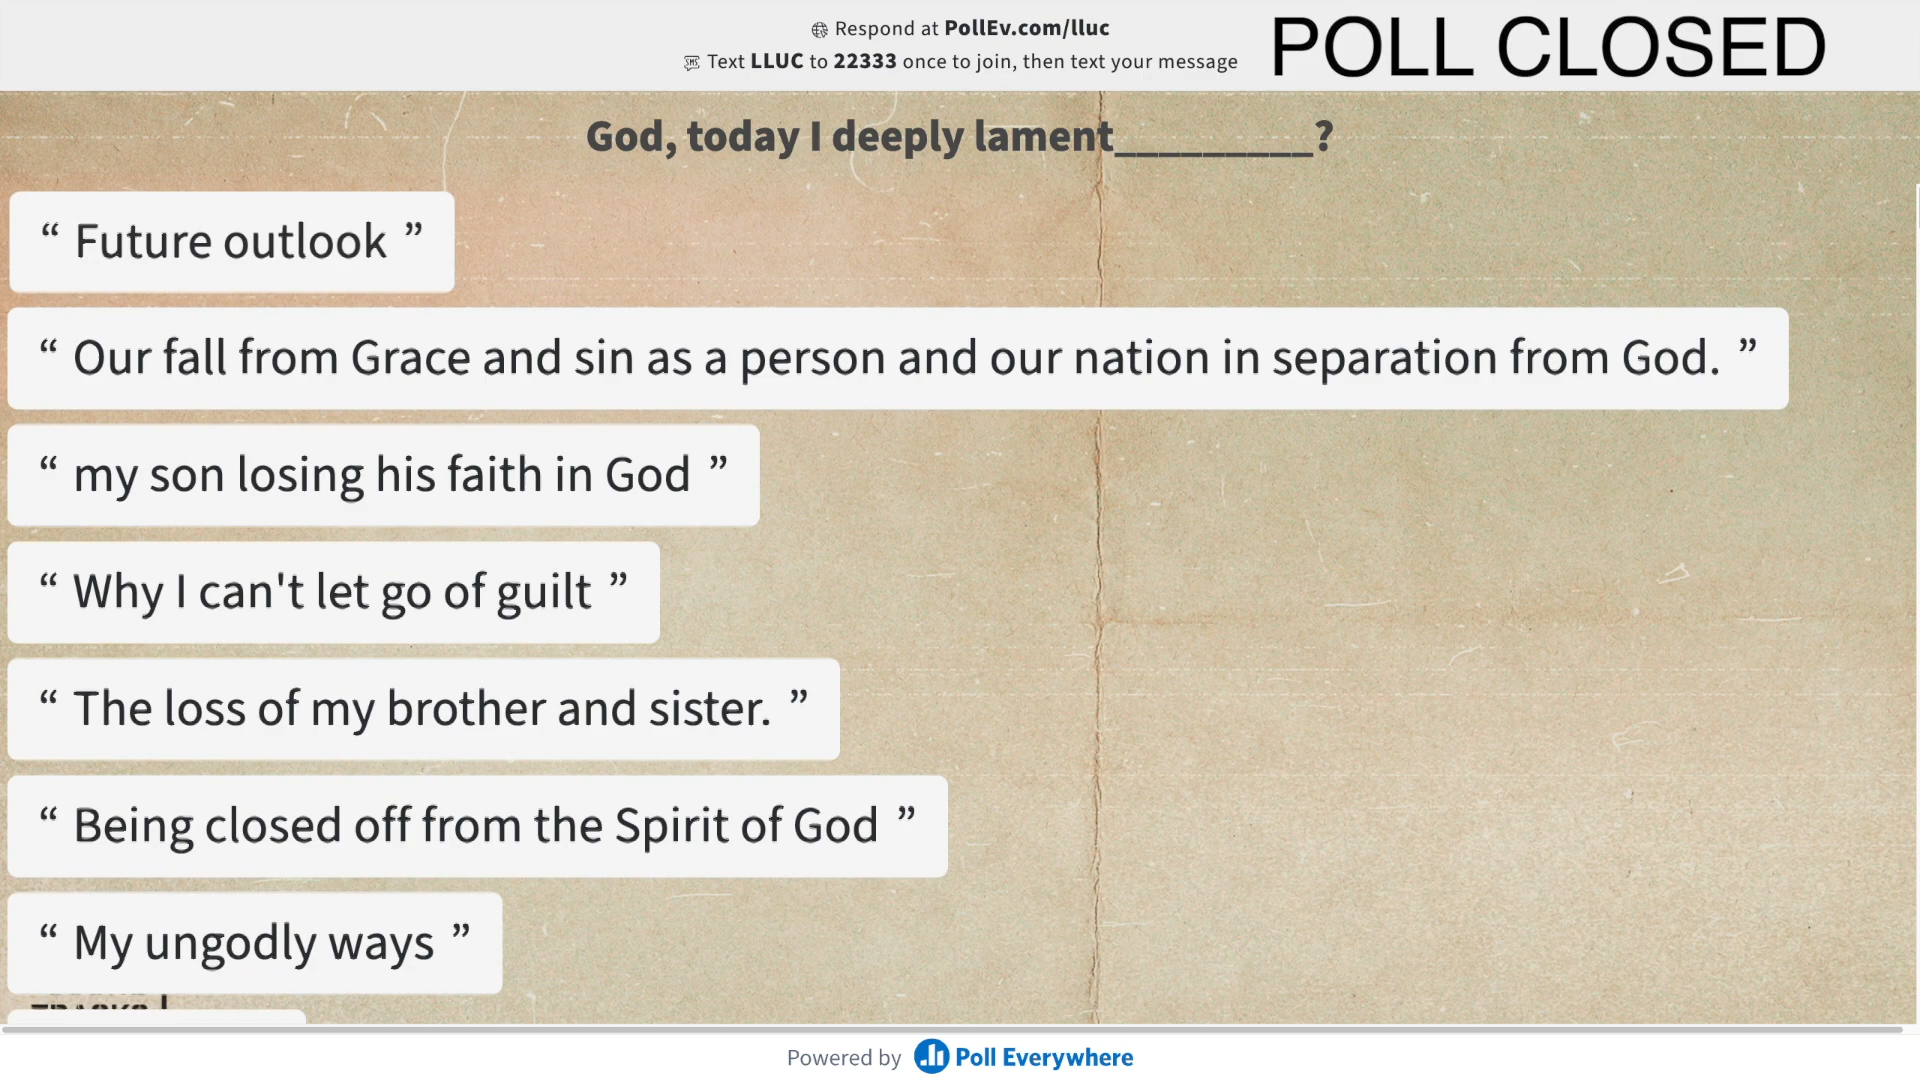 Respond at PollEv.com/lluc
Text LLUC to 22333 once to join, then text your message
POLL CLOSED
God, today I deeply lament_________?
“ Future outlook ”
“ Our fall from Grace and sin as a person and our nation in separation from God. ”
“ my son losing his faith in God ”
“ Why I can't let go of guilt ”
“ The loss of my brother and sister. ”
“ Being closed off from the Spirit of God ”
“ My ungodly ways ”
Powered by Poll Everywhere